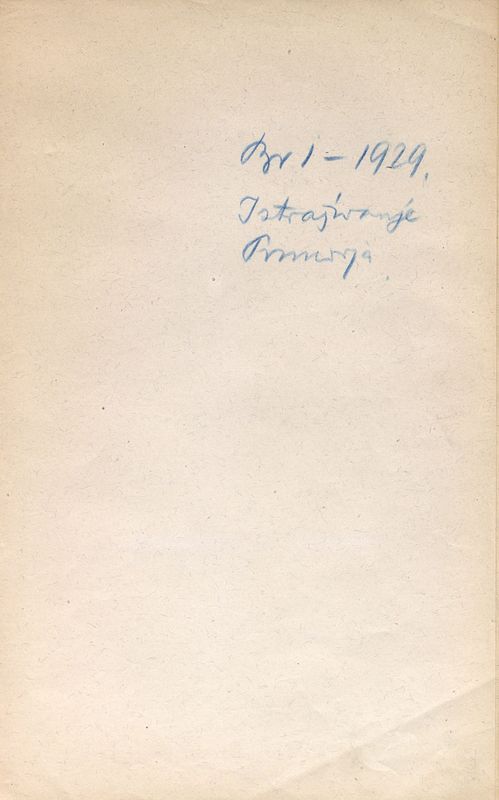 Br 1 – 1929.
Istraživanje
Primorja.